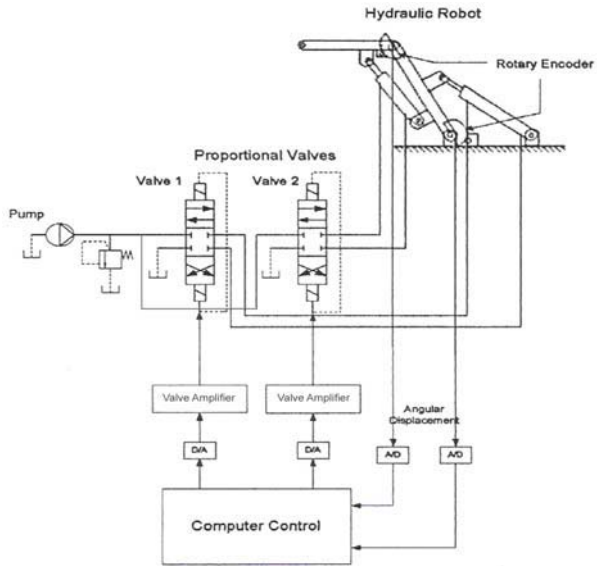 Hydraulic Robot
Rotary Encoder
Proportional Valves
Valve 1
Valve 2
Pump
Valve Amplifier
Valve Amplifier
Angular
Displacement
D/A
D/A
A/D
A/D
Computer Control